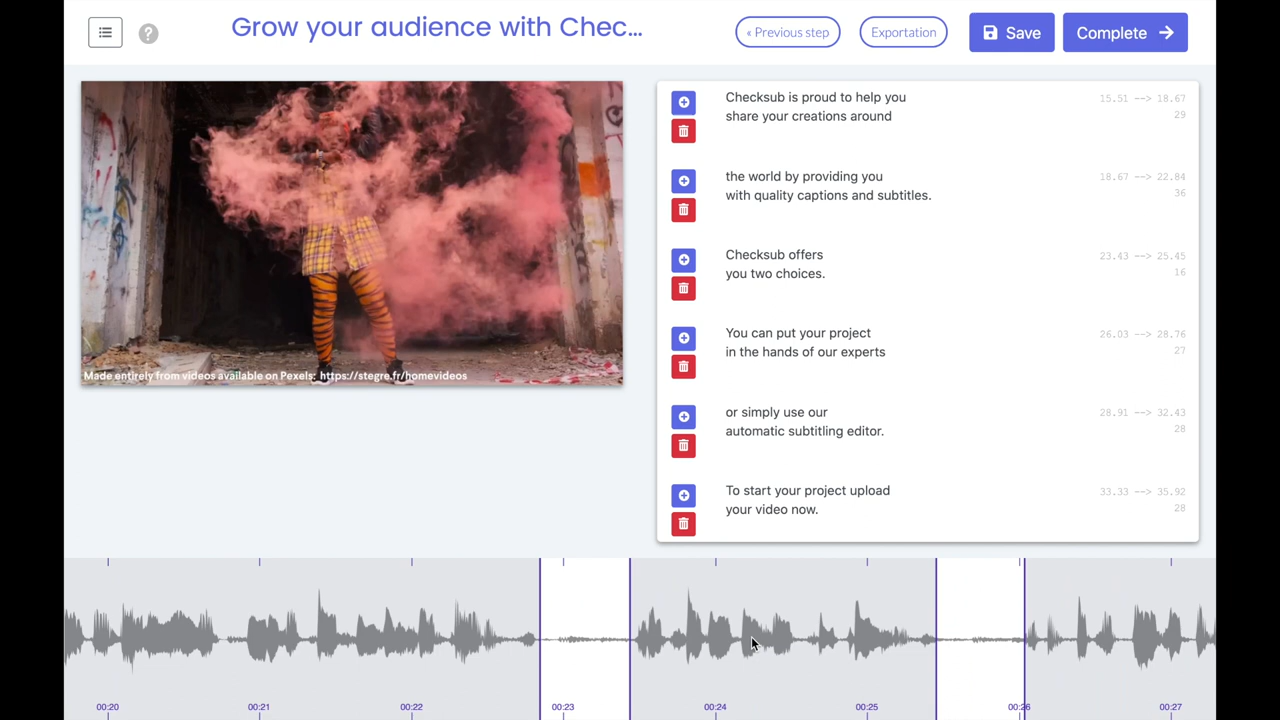 Grow your audience with Chec...
« Previous step
Exportation
Save
Complete
Made entirely from videos available on Pexels: https://stegre.fr/homevideos
Checksub is proud to help you
share your creations around
15.51 --> 18.67
29
the world by providing you
with quality captions and subtitles.
18.67 --> 22.84
36
Checksub offers
you two choices.
23.43 --> 25.45
16
You can put your project
in the hands of our experts
26.03 --> 28.76
27
or simply use our
automatic subtitling editor.
28.91 --> 32.43
28
To start your project upload
your video now.
33.33 --> 35.92
28
00:20
00:21
00:22
00:23
00:24
00:25
00:26
00:27